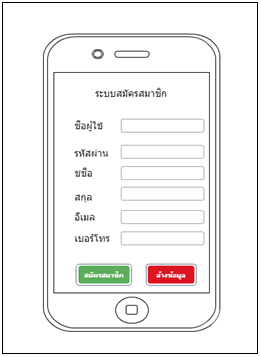 ระบบสมัครสมาชิก
ชื่อผู้ใช้
รหัสผ่าน
ชชื่อ
สกุล
อีเมล
เบอร์โทร
สมัครสมาชิก
ล้างข้อมูล